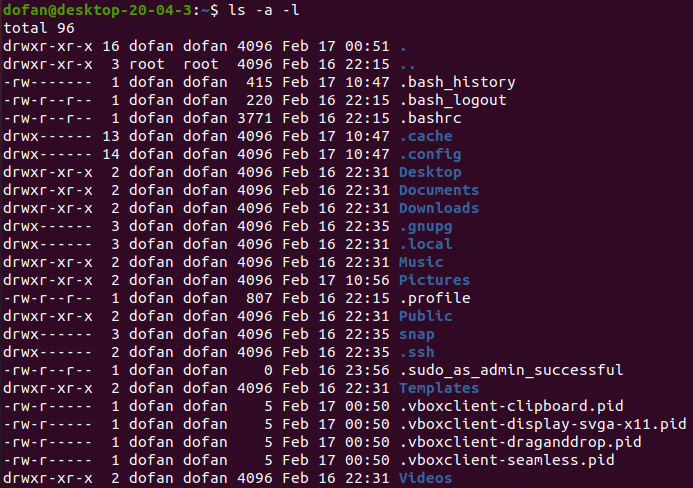 dofan@desktop-20-04-3:~$ ls -a -l
total 96
drwxr-xr-x 16 dofan dofan 4096 Feb 17 00:51 .
drwxr-xr-x  3 root  root  4096 Feb 16 22:15 ..
-rw-------  1 dofan dofan  415 Feb 17 10:47 .bash_history
-rw-r--r--  1 dofan dofan  220 Feb 16 22:15 .bash_logout
-rw-r--r--  1 dofan dofan 3771 Feb 16 22:15 .bashrc
drwx------ 13 dofan dofan 4096 Feb 17 10:47 .cache
drwx------ 14 dofan dofan 4096 Feb 17 10:47 .config
drwxr-xr-x  2 dofan dofan 4096 Feb 16 22:31 Desktop
drwxr-xr-x  2 dofan dofan 4096 Feb 16 22:31 Documents
drwxr-xr-x  2 dofan dofan 4096 Feb 16 22:31 Downloads
drwx------  3 dofan dofan 4096 Feb 16 22:35 .gnupg
drwx------  3 dofan dofan 4096 Feb 16 22:31 .local
drwxr-xr-x  2 dofan dofan 4096 Feb 16 22:31 Music
drwxr-xr-x  2 dofan dofan 4096 Feb 17 10:56 Pictures
-rw-r--r--  1 dofan dofan  807 Feb 16 22:15 .profile
drwxr-xr-x  2 dofan dofan 4096 Feb 16 22:31 Public
drwx------  3 dofan dofan 4096 Feb 16 22:35 snap
drwx------  2 dofan dofan 4096 Feb 16 22:35 .ssh
-rw-r--r--  1 dofan dofan    0 Feb 16 23:56 .sudo_as_admin_successful
drwxr-xr-x  2 dofan dofan 4096 Feb 16 22:31 Templates
-rw-r-----  1 dofan dofan    5 Feb 17 00:50 .vboxclient-clipboard.pid
-rw-r-----  1 dofan dofan    5 Feb 17 00:50 .vboxclient-display-svga-x11.pid
-rw-r-----  1 dofan dofan    5 Feb 17 00:50 .vboxclient-draganddrop.pid
-rw-r-----  1 dofan dofan    5 Feb 17 00:50 .vboxclient-seamless.pid
drwxr-xr-x  2 dofan dofan 4096 Feb 16 22:31 Videos